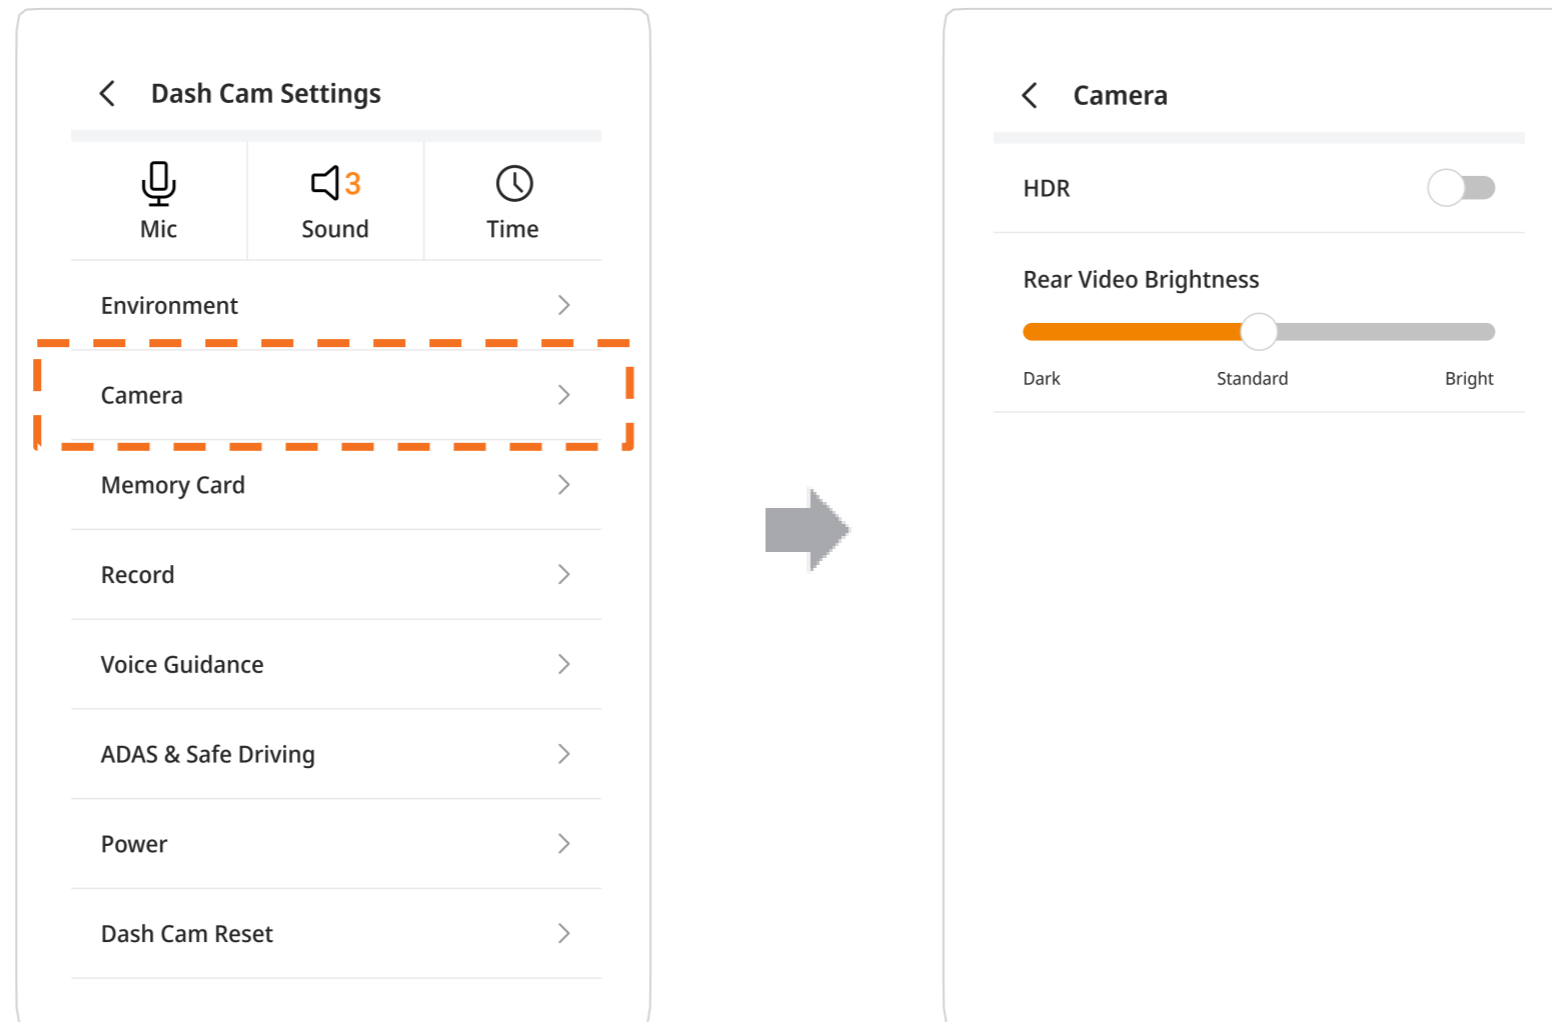 Dash Cam Settings
3
Mic Sound Time
Environment
Camera
Memory Card
Record
Voice Guidance
ADAS & Safe Driving
Power
Dash Cam Reset
Camera
HDR
Rear Video Brightness
Dark Standard Bright